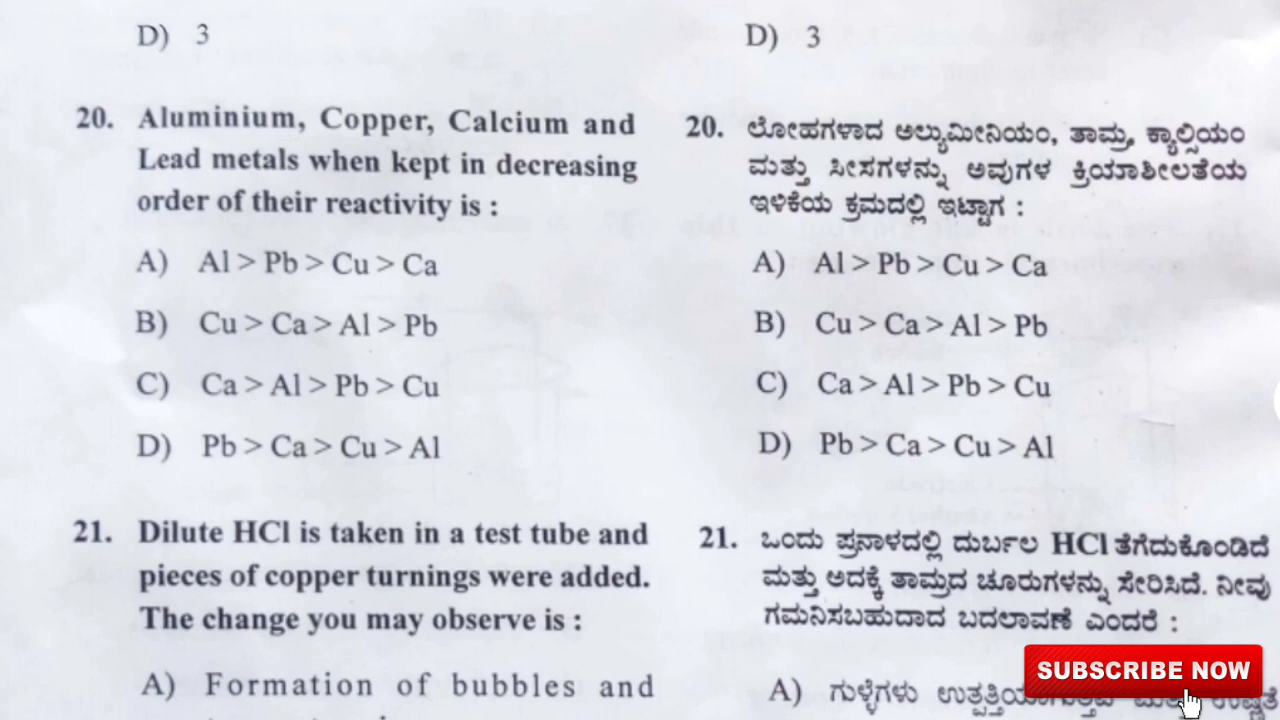 D) 3
20. Aluminium, Copper, Calcium and
Lead metals when kept in decreasing
order of their reactivity is :
A) Al > Pb > Cu > Ca
B) Cu > Ca > Al > Pb
C) Ca > Al > Pb > Cu
D) Pb > Ca > Cu > Al
21. Dilute HCl is taken in a test tube and
pieces of copper turnings were added.
The change you may observe is :
A) Formation of bubbles and
D) 3
20. ಲೋಹಗಳಾದ ಅಲ್ಯುಮೀನಿಯಂ, ತಾಮ್ರ, ಕ್ಯಾಲ್ಸಿಯಂ
ಮತ್ತು ಸೀಸಗಳನ್ನು ಅವುಗಳ ಕ್ರಿಯಾಶೀಲತೆಯ
ಇಳಿಕೆಯ ಕ್ರಮದಲ್ಲಿ ಇಟ್ಟಾಗ :
A) Al > Pb > Cu > Ca
B) Cu > Ca > Al > Pb
C) Ca > Al > Pb > Cu
D) Pb > Ca > Cu > Al
21. ಒಂದು ಪ್ರನಾಳದಲ್ಲಿ ದುರ್ಬಲ HCl ತೆಗೆದುಕೊಂಡಿದೆ
ಮತ್ತು ಅದಕ್ಕೆ ತಾಮ್ರದ ಚೂರುಗಳನ್ನು ಸೇರಿಸಿದೆ. ನೀವು
ಗಮನಿಸಬಹುದಾದ ಬದಲಾವಣೆ ಎಂದರೆ :
A) ಗುಳ್ಳೆಗಳು
SUBSCRIBE NOW